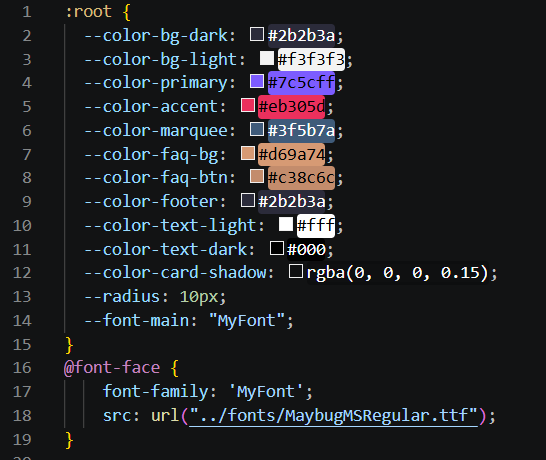 1 :root {
2 --color-bg-dark: #2b2b3a;
3 --color-bg-light: #f3f3f3;
4 --color-primary: #7c5cff;
5 --color-accent: #eb305d;
6 --color-marquee: #3f5b7a;
7 --color-faq-bg: #d69a74;
8 --color-faq-btn: #c38c6c;
9 --color-footer: #2b2b3a;
10 --color-text-light: #fff;
11 --color-text-dark: #000;
12 --color-card-shadow: rgba(0, 0, 0, 0.15);
13 --radius: 10px;
14 --font-main: "MyFont";
15 }
16 @font-face {
17 font-family: 'MyFont';
18 src: url("../fonts/MaybugMSRegular.ttf");
19 }